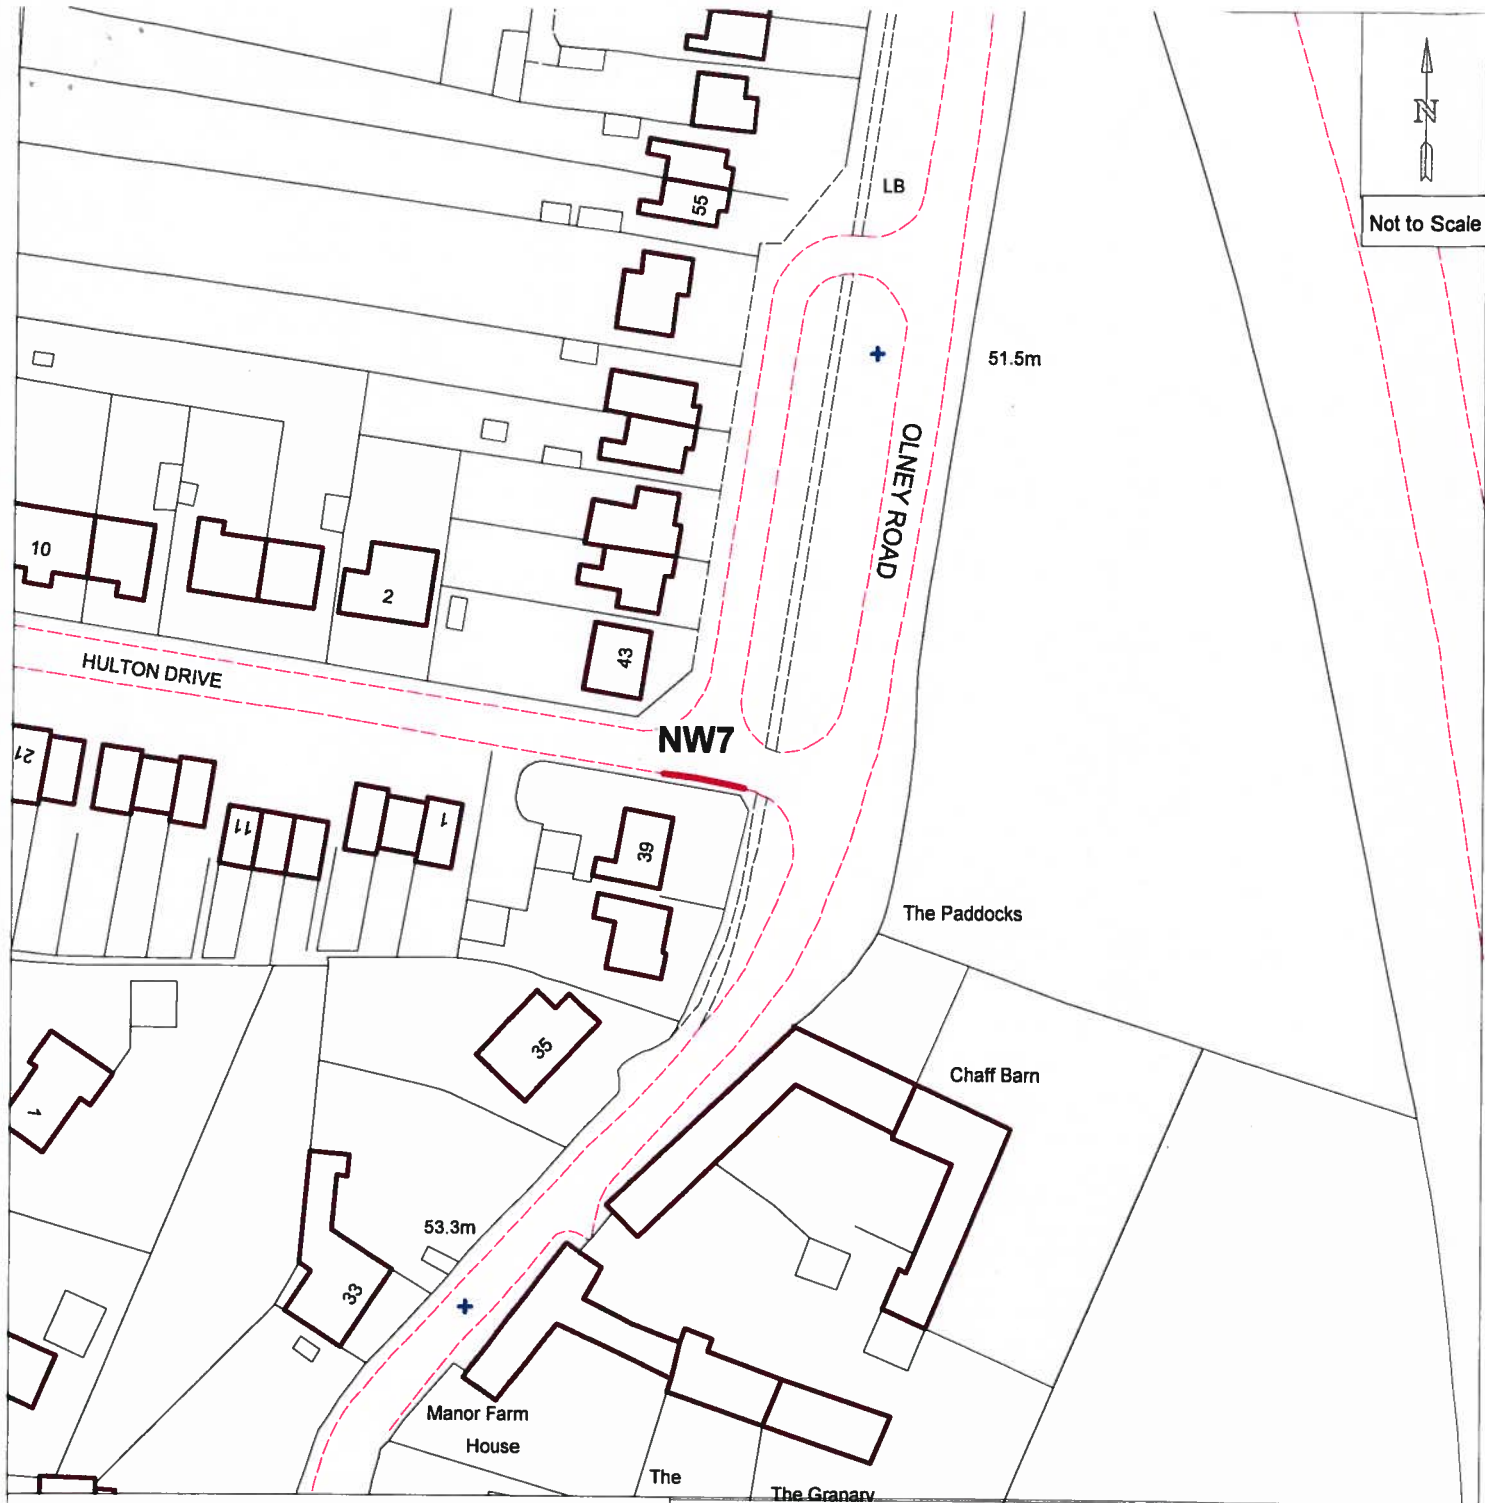 N
Not to Scale
LB
55
51.5m
OLNEY ROAD
10
2
43
HULTON DRIVE
NW7
21
11
1
39
The Paddocks
35
Chaff Barn
1
53.3m
33
Manor Farm
House
The
The Granary